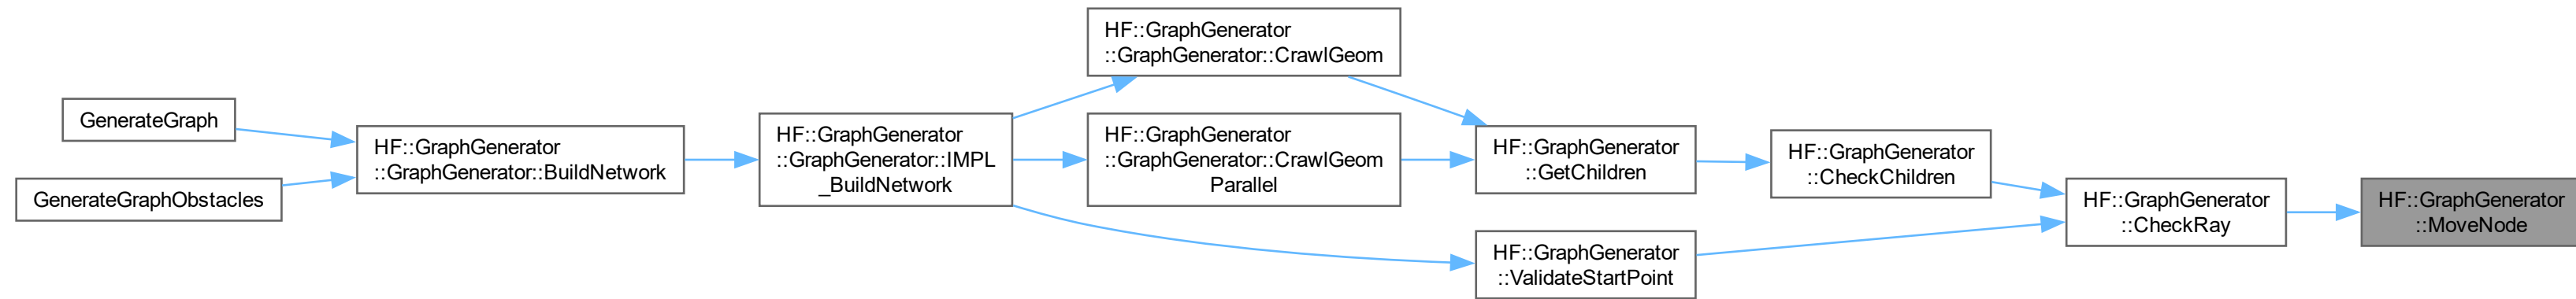 GenerateGraph
GenerateGraphObstacles
HF::GraphGenerator
::GraphGenerator::BuildNetwork
HF::GraphGenerator
::GraphGenerator::IMPL
_BuildNetwork
HF::GraphGenerator
::GraphGenerator::CrawlGeom
HF::GraphGenerator
::GraphGenerator::CrawlGeom
Parallel
HF::GraphGenerator
::GetChildren
HF::GraphGenerator
::ValidateStartPoint
HF::GraphGenerator
::CheckChildren
HF::GraphGenerator
::CheckRay
HF::GraphGenerator
::MoveNode